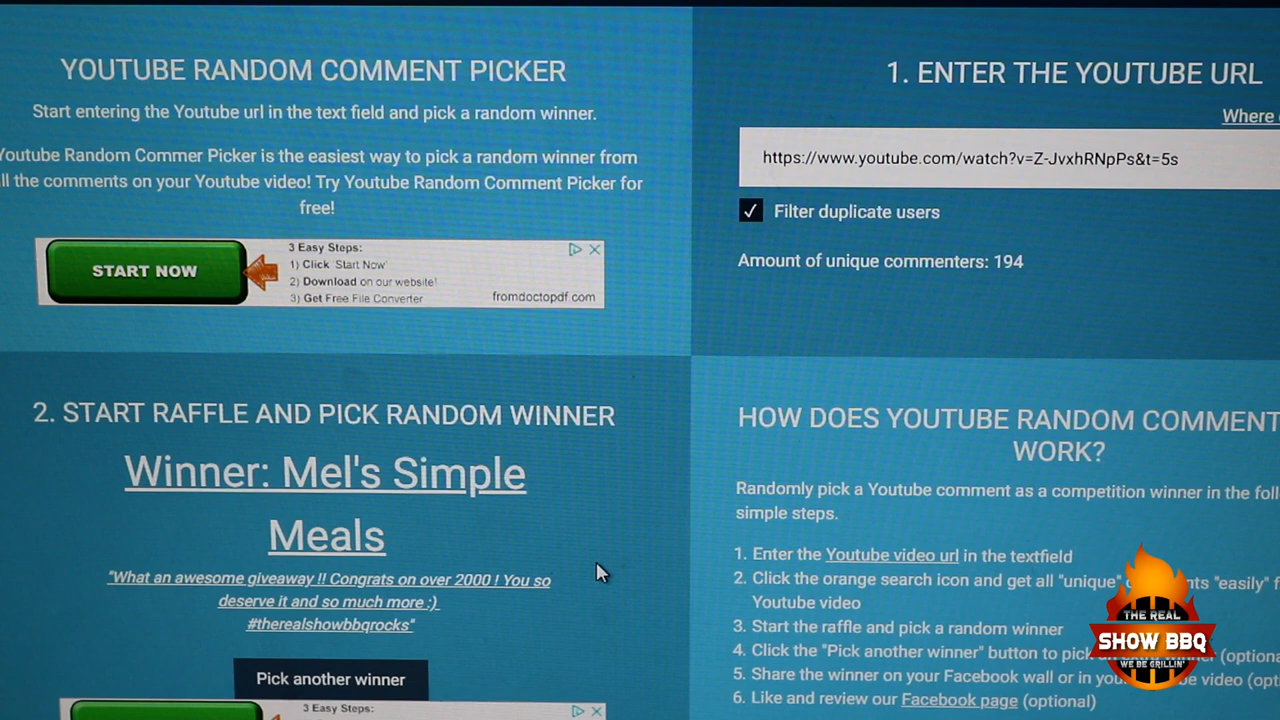 YOUTUBE RANDOM COMMENT PICKER
Start entering the Youtube url in the text field and pick a random winner.
Youtube Random Commer Picker is the easiest way to pick a random winner from
all the comments on your Youtube video! Try Youtube Random Comment Picker for
free!
START NOW
3 Easy Steps:
1) Click 'Start Now'
2) Download on our website!
3) Get Free File Converter
fromdoctopdf.com
1. ENTER THE YOUTUBE URL
Where
https://www.youtube.com/watch?v=Z-JvxhRNpPs&t=5s
Filter duplicate users
Amount of unique commenters: 194
2. START RAFFLE AND PICK RANDOM WINNER
Winner: Mel's Simple
Meals
"What an awesome giveaway !! Congrats on over 2000 ! You so
deserve it and so much more :)
#therealshowbbqrocks"
Pick another winner
3 Easy Steps:
HOW DOES YOUTUBE RANDOM COMMENT
WORK?
Randomly pick a Youtube comment as a competition winner in the
simple steps.
1. Enter the Youtube video url in the textfield
2. Click the orange search icon and get all "unique" "easily"
Youtube video
3. Start the raffle and pick a random winner
4. Click the "Pick another winner" button to pick an extra winner (optional
5. Share the winner on your Facebook wall or in your video
6. Like and review our Facebook page (optional)
THE REAL
SHOW BBQ
WE BE GRILLIN'